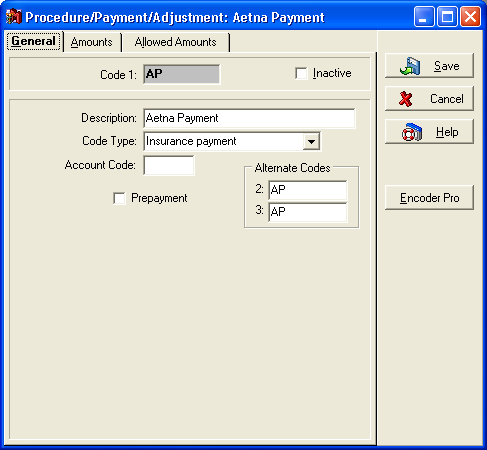 Procedure/Payment/Adjustment: Aetna Payment
General Amounts Allowed Amounts
Code 1: AP Inactive
Save
Cancel
Description: Aetna Payment
Code Type: Insurance payment
Help
Account Code:
Alternate Codes
Prepayment
2: AP
Encoder Pro
3: AP